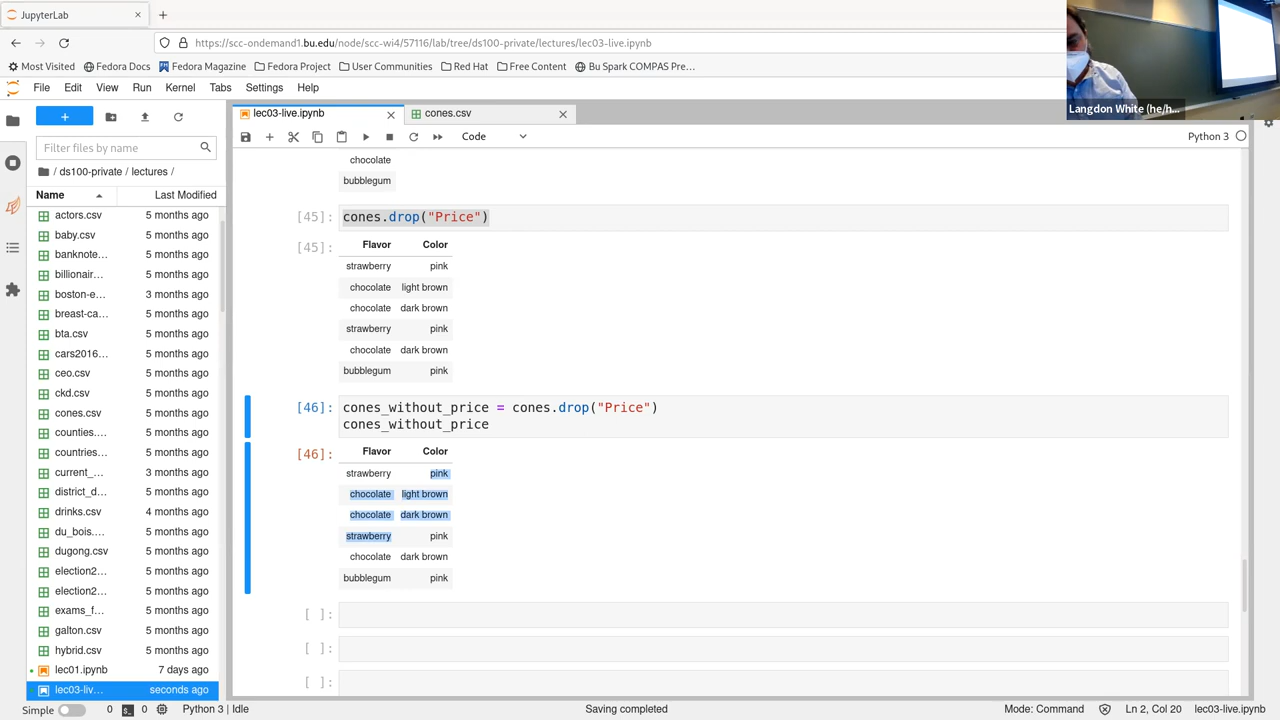 JupyterLab
https://scc-ondemand1.bu.edu/node/scc-wi4/57116/lab/tree/ds100-private/lectures/lec03-live.ipynb
Most Visited Fedora Docs Fedora Magazine Fedora Project User Communities Red Hat Free Content Bu Spark COMPAS Pre…
Langdon White (he/h...
File Edit View Run Kernel Tabs Settings Help
lec03-live.ipynb cones.csv
Code Python 3
Filter files by name
/ ds100-private / lectures /
Name Last Modified
actors.csv 5 months ago
baby.csv 5 months ago
banknote… 5 months ago
billionair… 5 months ago
boston-e… 3 months ago
breast-ca… 5 months ago
bta.csv 5 months ago
cars2016… 5 months ago
ceo.csv 5 months ago
ckd.csv 5 months ago
cones.csv 5 months ago
counties.… 5 months ago
countries… 5 months ago
current_… 3 months ago
district_d… 5 months ago
drinks.csv 4 months ago
du_bois.… 5 months ago
dugong.csv 5 months ago
election2… 5 months ago
election2… 5 months ago
exams_f… 5 months ago
galton.csv 5 months ago
hybrid.csv 5 months ago
lec01.ipynb 7 days ago
lec03-liv… seconds ago
chocolate
bubblegum
[45]: cones.drop("Price")
[45]: Flavor Color
strawberry pink
chocolate light brown
chocolate dark brown
strawberry pink
chocolate dark brown
bubblegum pink
[46]: cones_without_price = cones.drop("Price")
cones_without_price
[46]: Flavor Color
strawberry pink
chocolate light brown
chocolate dark brown
strawberry pink
chocolate dark brown
bubblegum pink
[ ]:
[ ]:
[ ]:
Simple 0 0 Python 3 | Idle Saving completed Mode: Command Ln 2, Col 20 lec03-live.ipynb